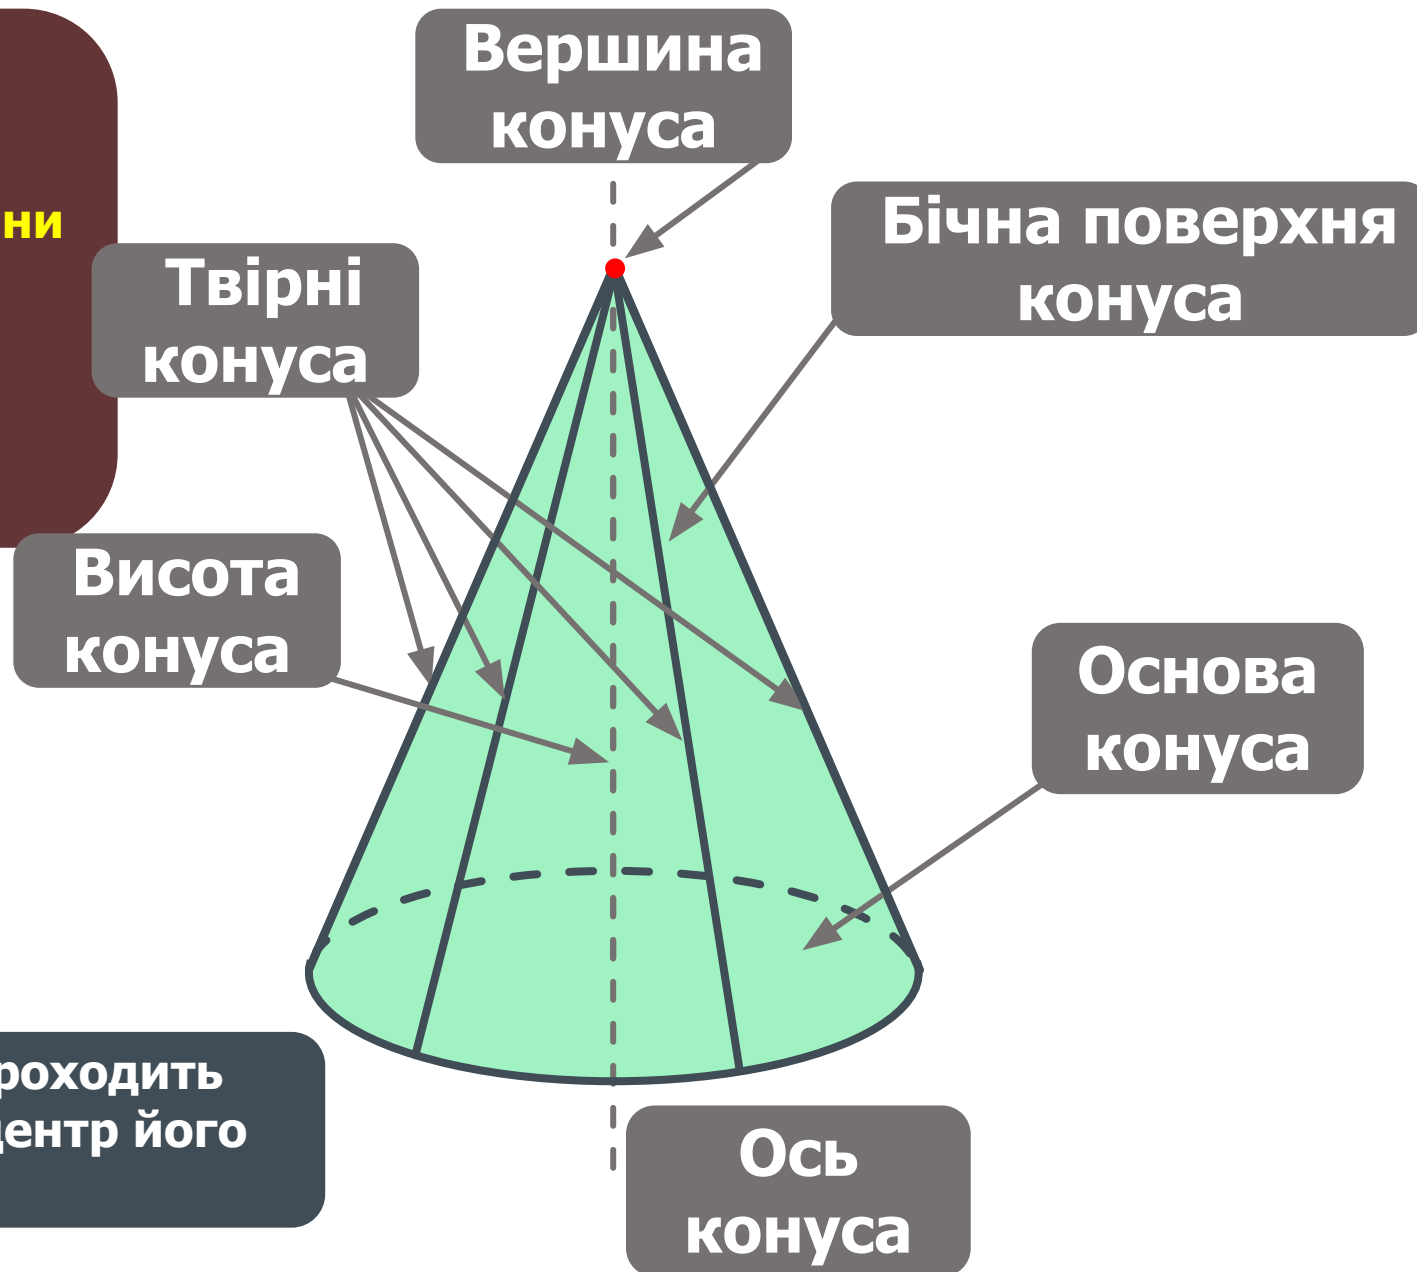 Вершина
конуса
Бічна поверхня
конуса
ни
Твірні
конуса
Висота
конуса
Основа
конуса
роходить
центр його
Ось
конуса